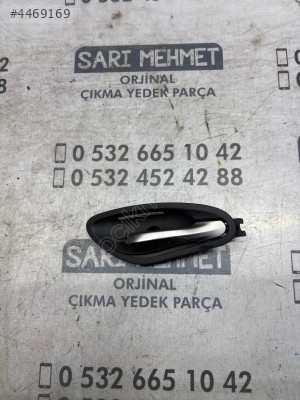 #4469169
SARI MEHMET
ORJİNAL
ÇIKMA YEDEK PARÇA
0 532 665 10 42
0 532 452 42 88
SARI MEHMET
ORJİNAL
ÇIKMA YEDEK PARÇA
0 532 665 10 42